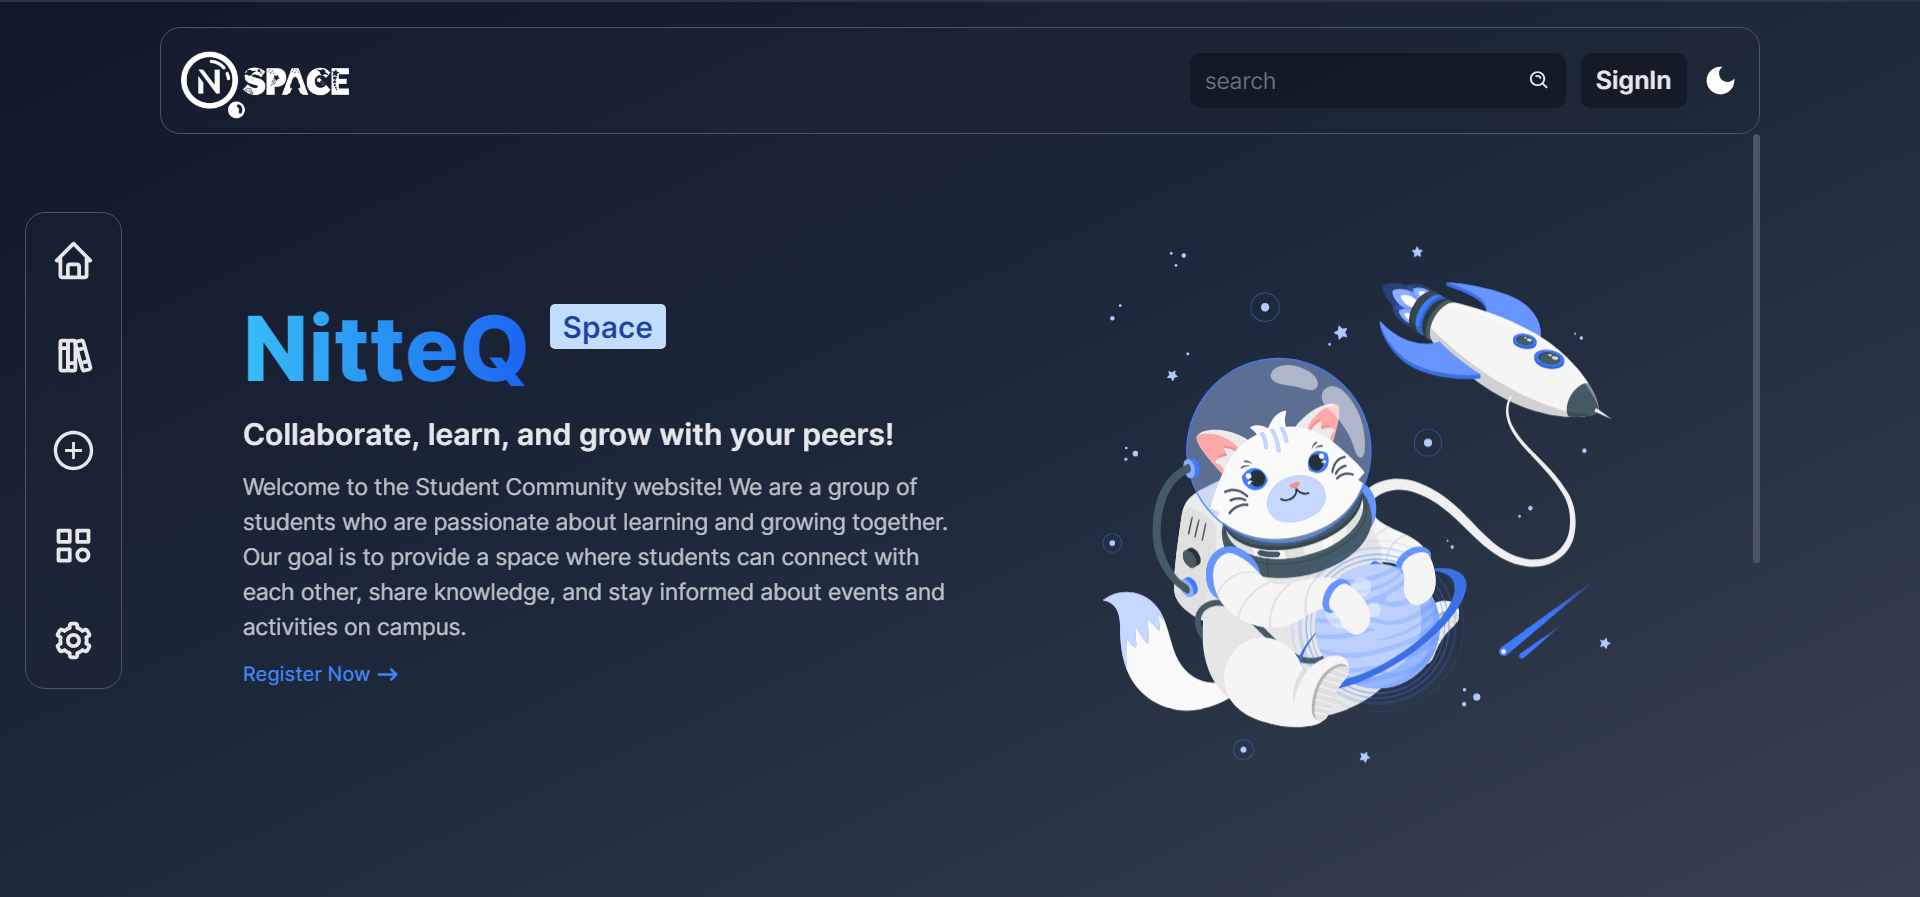 N SPACE
search
SignIn
NitteQ
Space
Collaborate, learn, and grow with your peers!
Welcome to the Student Community website! We are a group of
students who are passionate about learning and growing together.
Our goal is to provide a space where students can connect with
each other, share knowledge, and stay informed about events and
activities on campus.
Register Now →